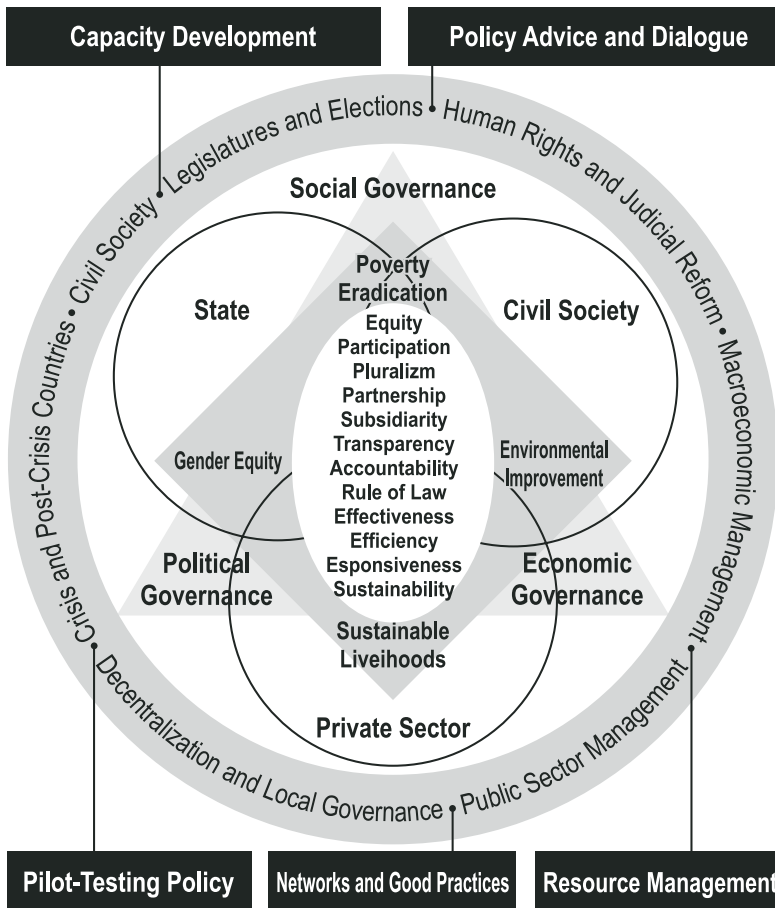 Capacity Development
Policy Advice and Dialogue
Legislatures and Elections • Human Rights and Judicial Reform • Macroeconomic Management • Public Sector Management • Decentralization and Local Governance • Crisis and Post-Crisis Countries • Civil Society •
Social Governance
State
Civil Society
Poverty
Eradication
Equity
Participation
Pluralizm
Partnership
Subsidiarity
Transparency
Accountability
Rule of Law
Effectiveness
Efficiency
Esponsiveness
Sustainability
Gender Equity
Environmental
Improvement
Political
Governance
Economic
Governance
Sustainable
Liveihoods
Private Sector
Pilot-Testing Policy
Networks and Good Practices
Resource Management